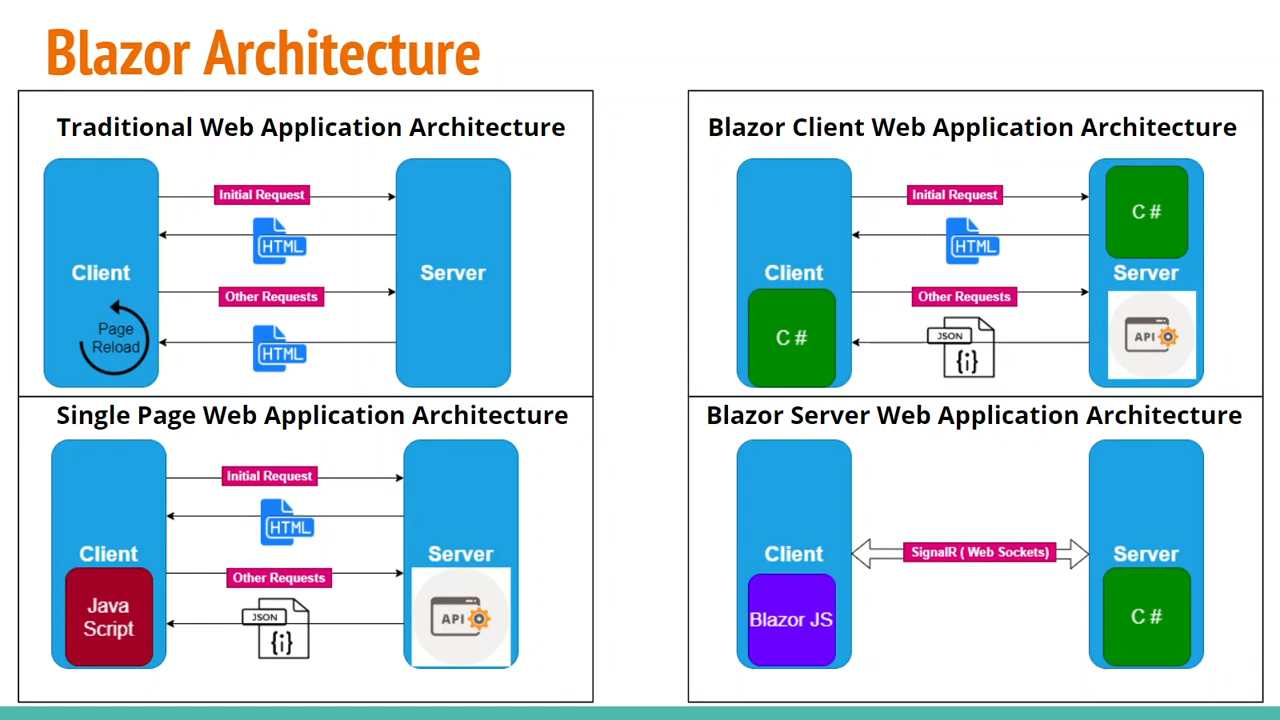 Blazor Architecture
Traditional Web Application Architecture
Initial Request
HTML
Client
Server
Other Requests
Page
Reload
HTML
Single Page Web Application Architecture
Initial Request
HTML
Client
Server
Other Requests
Java
Script
JSON
{i}
API
Blazor Client Web Application Architecture
Initial Request
C #
HTML
Client
Server
Other Requests
C #
JSON
{i}
API
Blazor Server Web Application Architecture
Client
SignalR ( Web Sockets)
Server
Blazor JS
C #